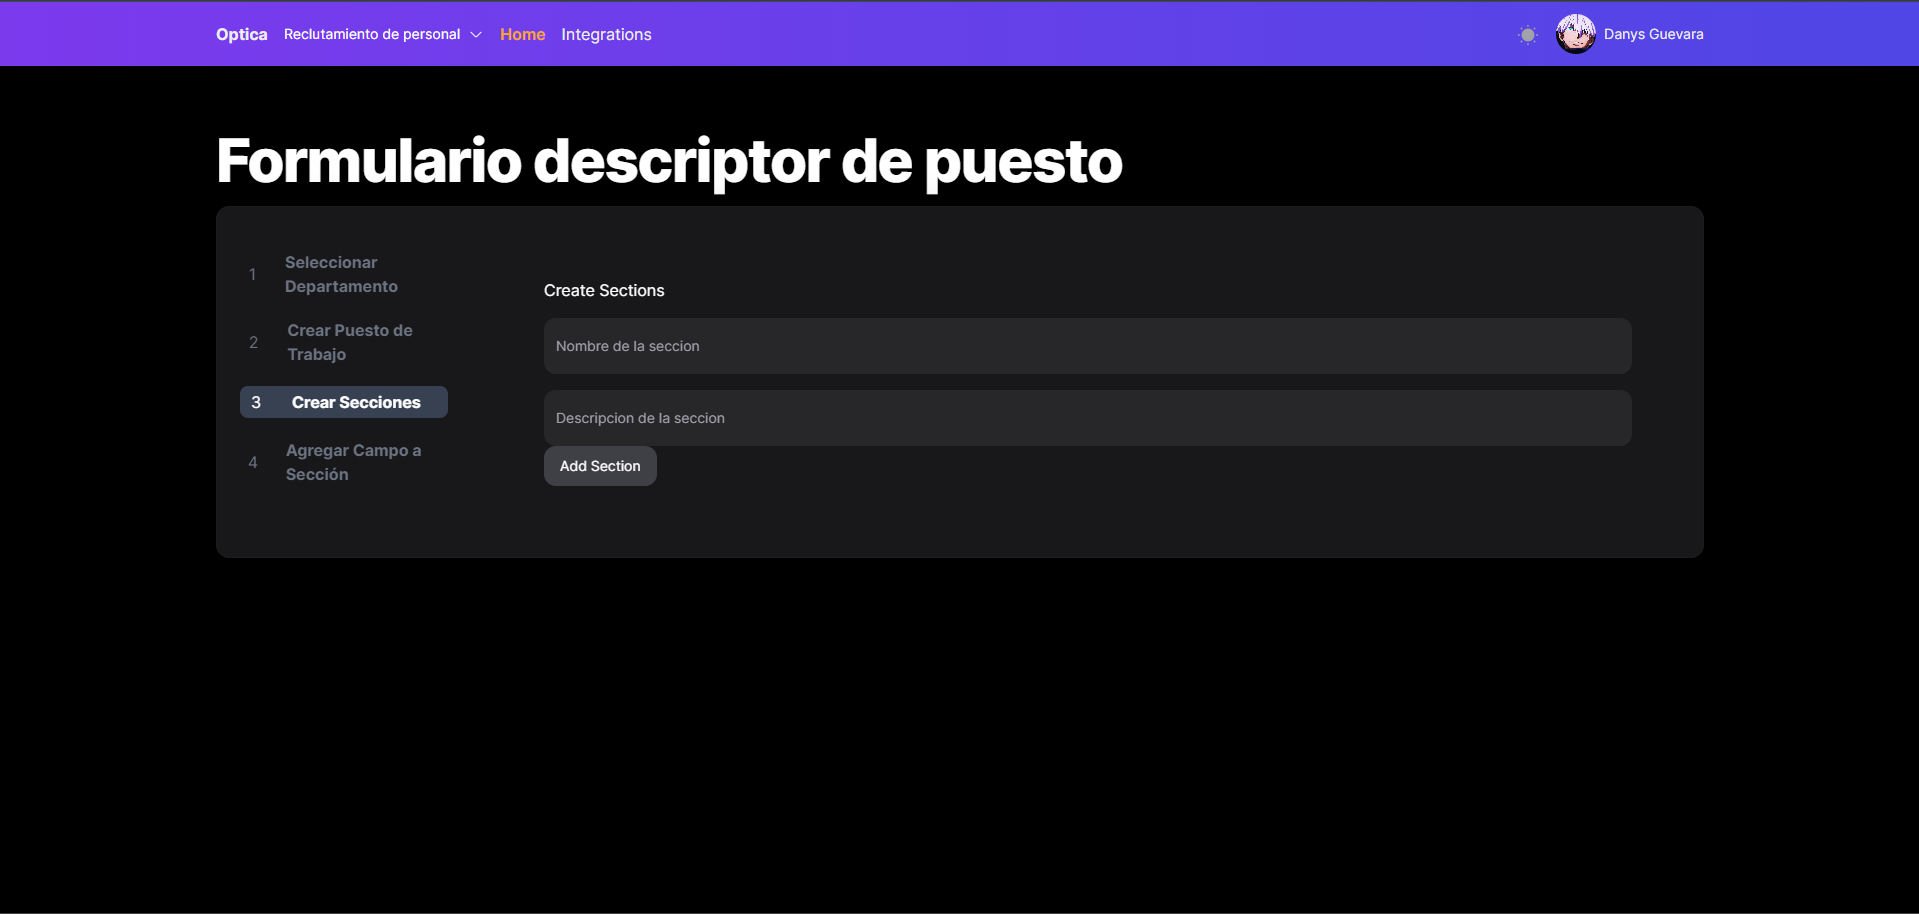 Optica Reclutamiento de personal Home Integrations Danys Guevara
Formulario descriptor de puesto
1 Seleccionar
Departamento
2 Crear Puesto de
Trabajo
3 Crear Secciones
4 Agregar Campo a
Sección
Create Sections
Nombre de la seccion
Descripcion de la seccion
Add Section